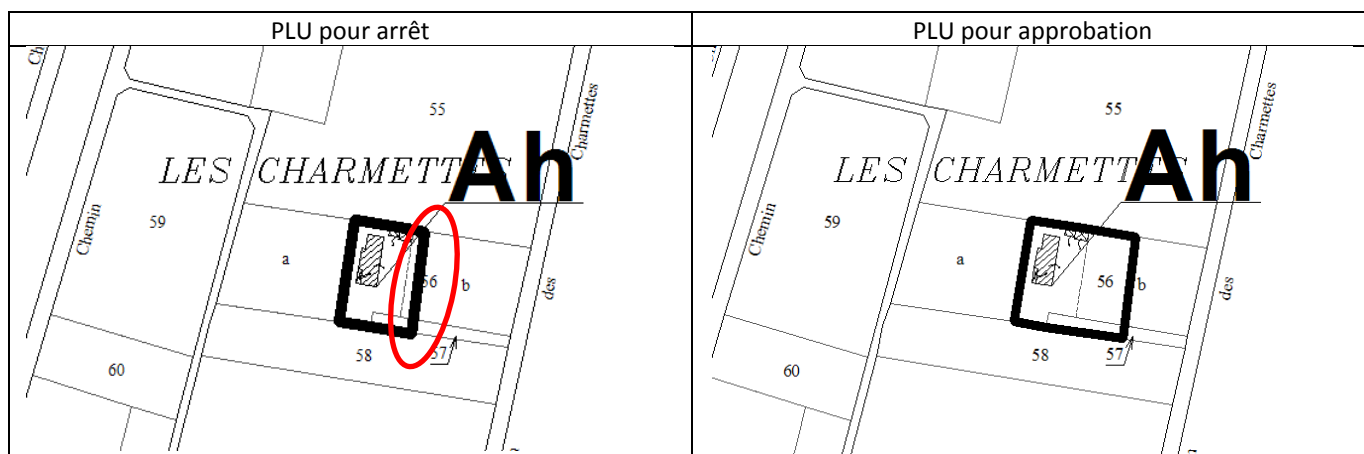 PLU pour arrêt
PLU pour approbation
Ch
55
Charmettes
Ah
LES CHARMETTES
59
Chemin
a
56
b
des
58
57
60
55
Charmettes
Ah
LES CHARMETTES
59
Chemin
a
56
b
des
58
57
60